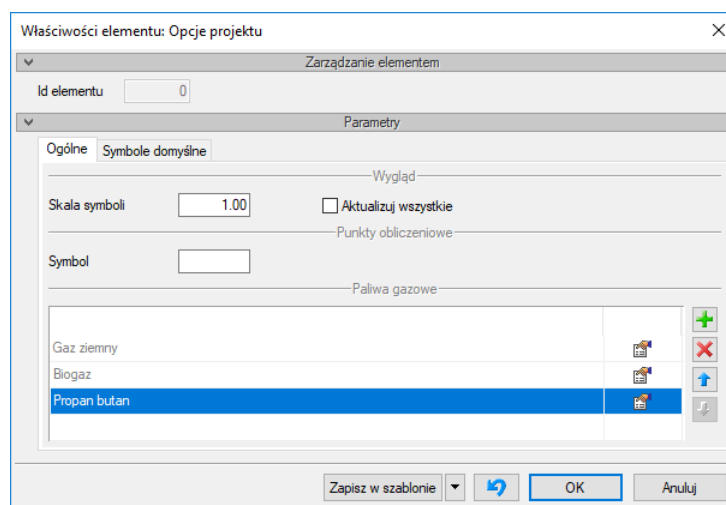 Właściwości elementu: Opcje projektu
Zarządzanie elementem
Id elementu 0
Parametry
Ogólne Symbole domyślne
Wygląd
Skala symboli 1.00 Aktualizuj wszystkie
Punkty obliczeniowe
Symbol
Paliwa gazowe
Gaz ziemny
Biogaz
Propan butan
Zapisz w szablonie OK Anuluj